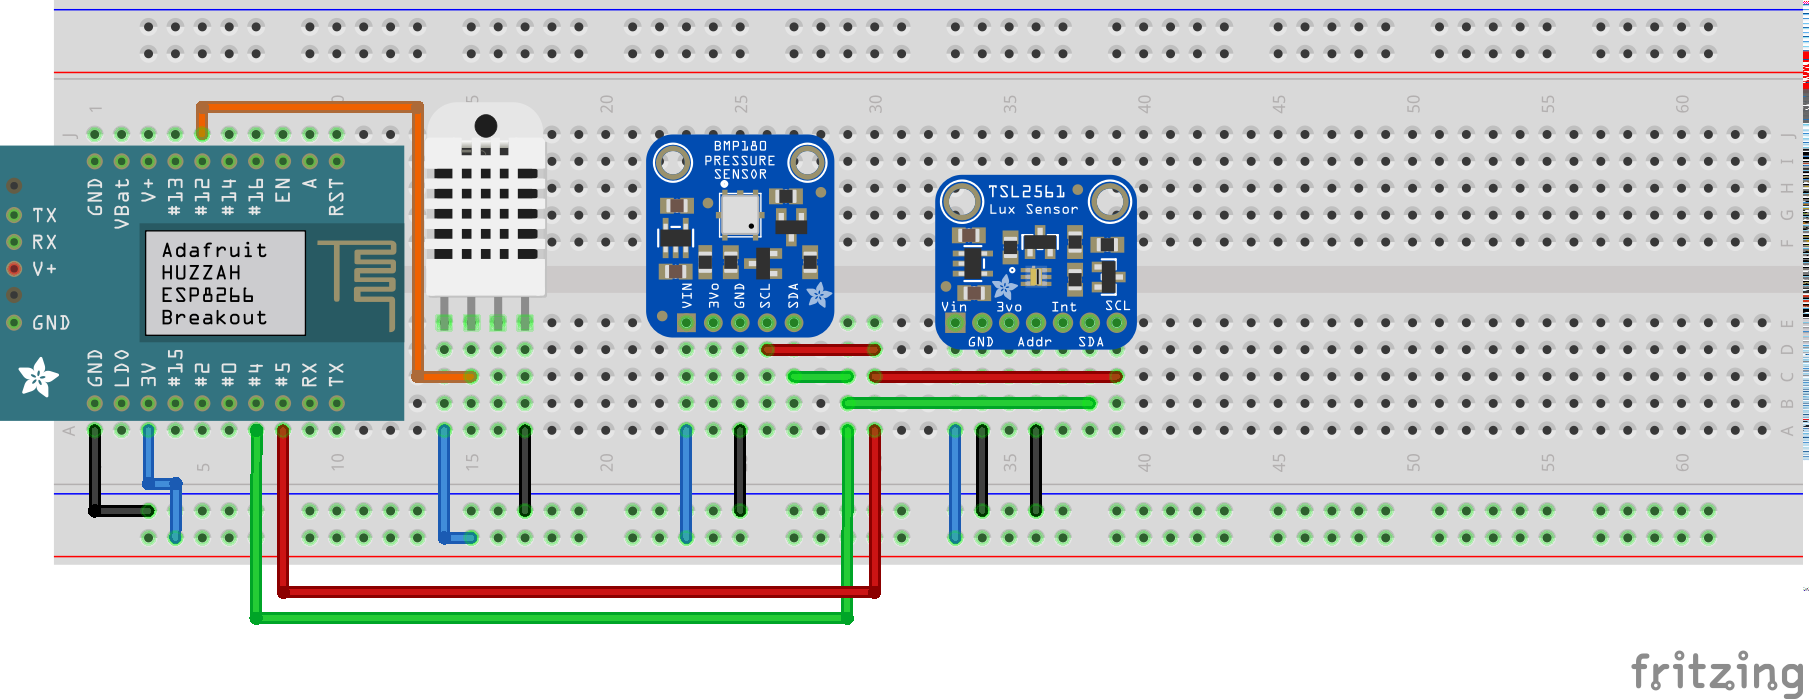 1
0
5
20
25
30
35
40
45
50
55
60
J
J
I
H
G
F
GND
VBat
V+
#13
#12
#14
#16
EN
A
RST
TX
RX
V+
GND
Adafruit
HUZZAH
ESP8266
Breakout
GND
LDO
3V
#15
#2
#0
#4
#5
RX
TX
BMP180
PRESSURE
SENSOR
VIN
3Vo
GND
SCL
SDA
TSL2561
Lux Sensor
Vin
3vo
Int
SCL
GND
Addr
SDA
E
D
C
B
A
A
5
10
15
20
25
30
35
40
45
50
55
60
fritzing